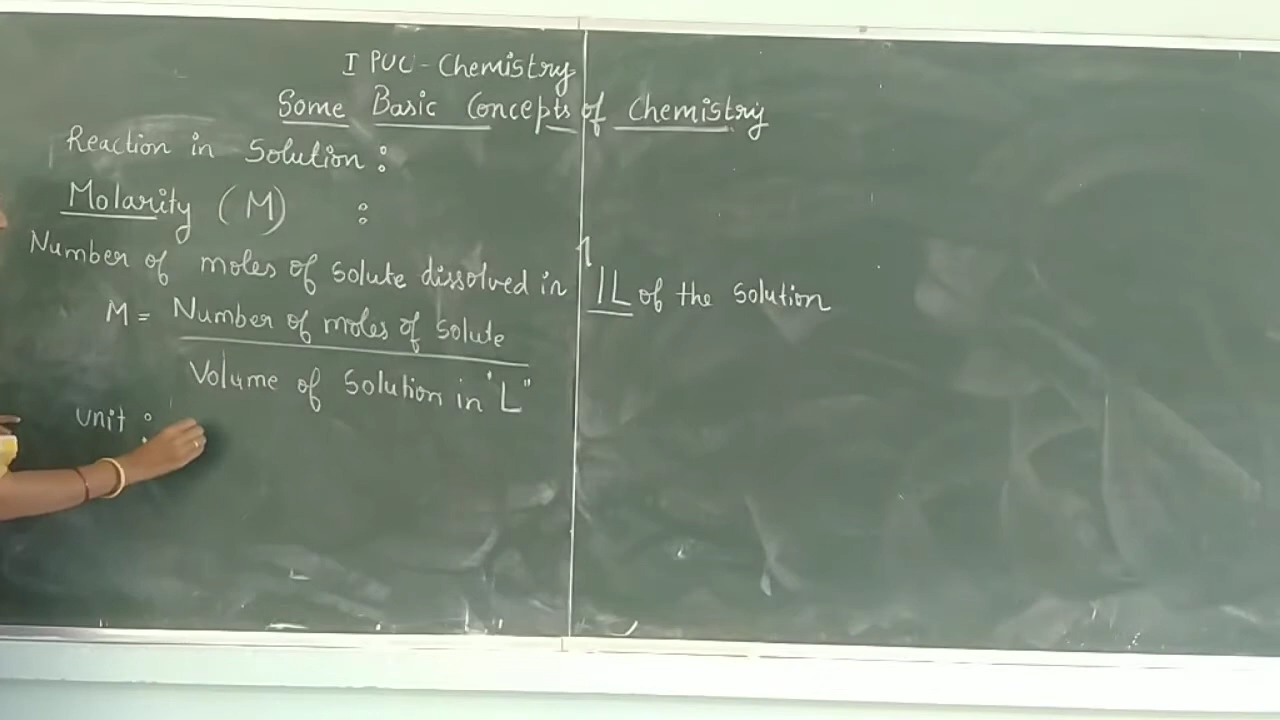 I PUC - Chemistry
Some Basic Concepts of Chemistry
Reaction in Solution :
Molarity (M) :
Number of moles of solute dissolved in 1L of the solution
M = Number of moles of solute
Volume of solution in "L"
Unit :